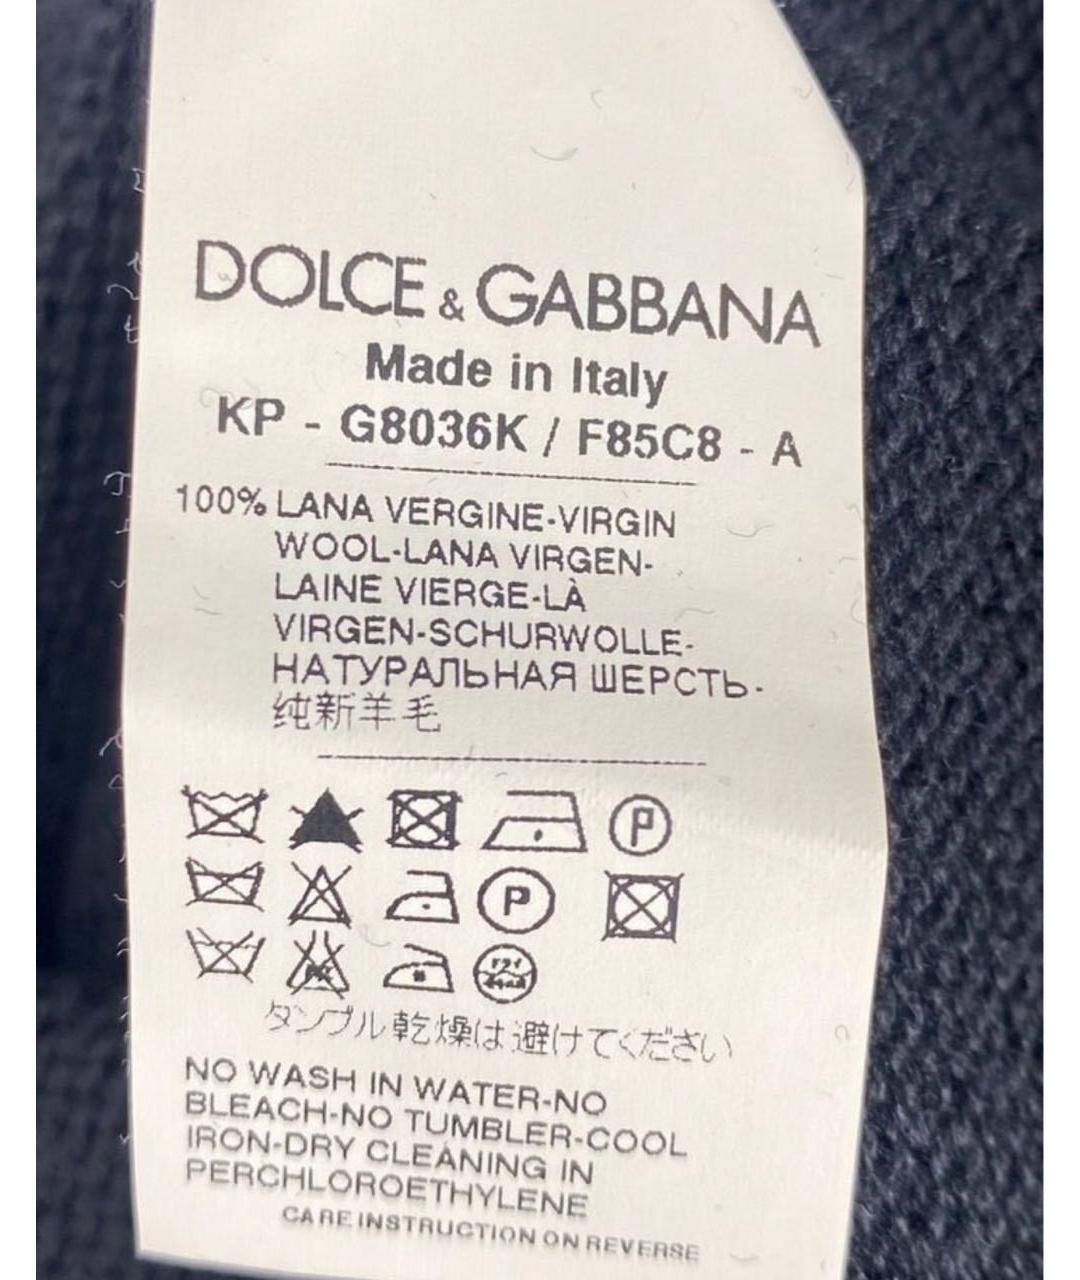 DOLCE & GABBANA
Made in Italy
KP - G8036K / F85C8 - A
100% LANA VERGINE-VIRGIN
WOOL-LANA VIRGEN-
LAINE VIERGE-LÀ
VIRGEN-SCHURWOLLE-
НАТУРАЛЬНАЯ ШЕРСТЬ-
纯新羊毛
P
P
ドライ
タンブル乾燥は避けてください
NO WASH IN WATER-NO
BLEACH-NO TUMBLER-COOL
IRON-DRY CLEANING IN
PERCHLOROETHYLENE
CARE INSTRUCTION ON REVERSE